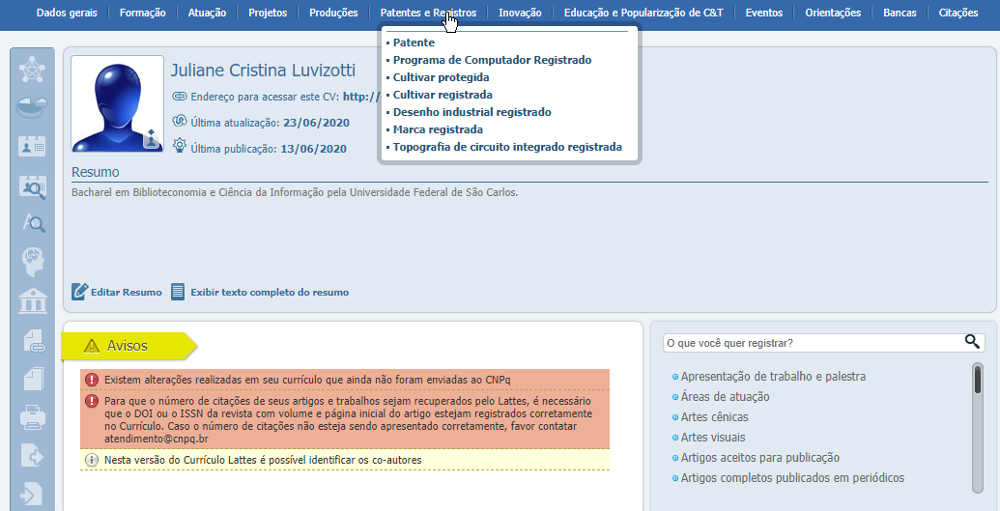 Dados gerais Formação Atuação Projetos Produções Patentes e Registros Inovação Educação e Popularização de C&T Eventos Orientações Bancas Citações
Patente
Programa de Computador Registrado
Cultivar protegida
Cultivar registrada
Desenho industrial registrado
Marca registrada
Topografia de circuito integrado registrada
Juliane Cristina Luvizotti
Endereço para acessar este CV: http://
Última atualização: 23/06/2020
Última publicação: 13/06/2020
Resumo
Bacharel em Biblioteconomia e Ciência da Informação pela Universidade Federal de São Carlos.
Editar Resumo Exibir texto completo do resumo
Avisos
Existem alterações realizadas em seu currículo que ainda não foram enviadas ao CNPq
Para que o número de citações de seus artigos e trabalhos sejam recuperados pelo Lattes, é necessário
que o DOI ou o ISSN da revista com volume e página inicial do artigo estejam registrados corretamente
no Currículo. Caso o número de citações não esteja sendo apresentado corretamente, favor contatar
atendimento@cnpq.br
Nesta versão do Currículo Lattes é possível identificar os co-autores
O que você quer registrar?
Apresentação de trabalho e palestra
Áreas de atuação
Artes cênicas
Artes visuais
Artigos aceitos para publicação
Artigos completos publicados em periódicos